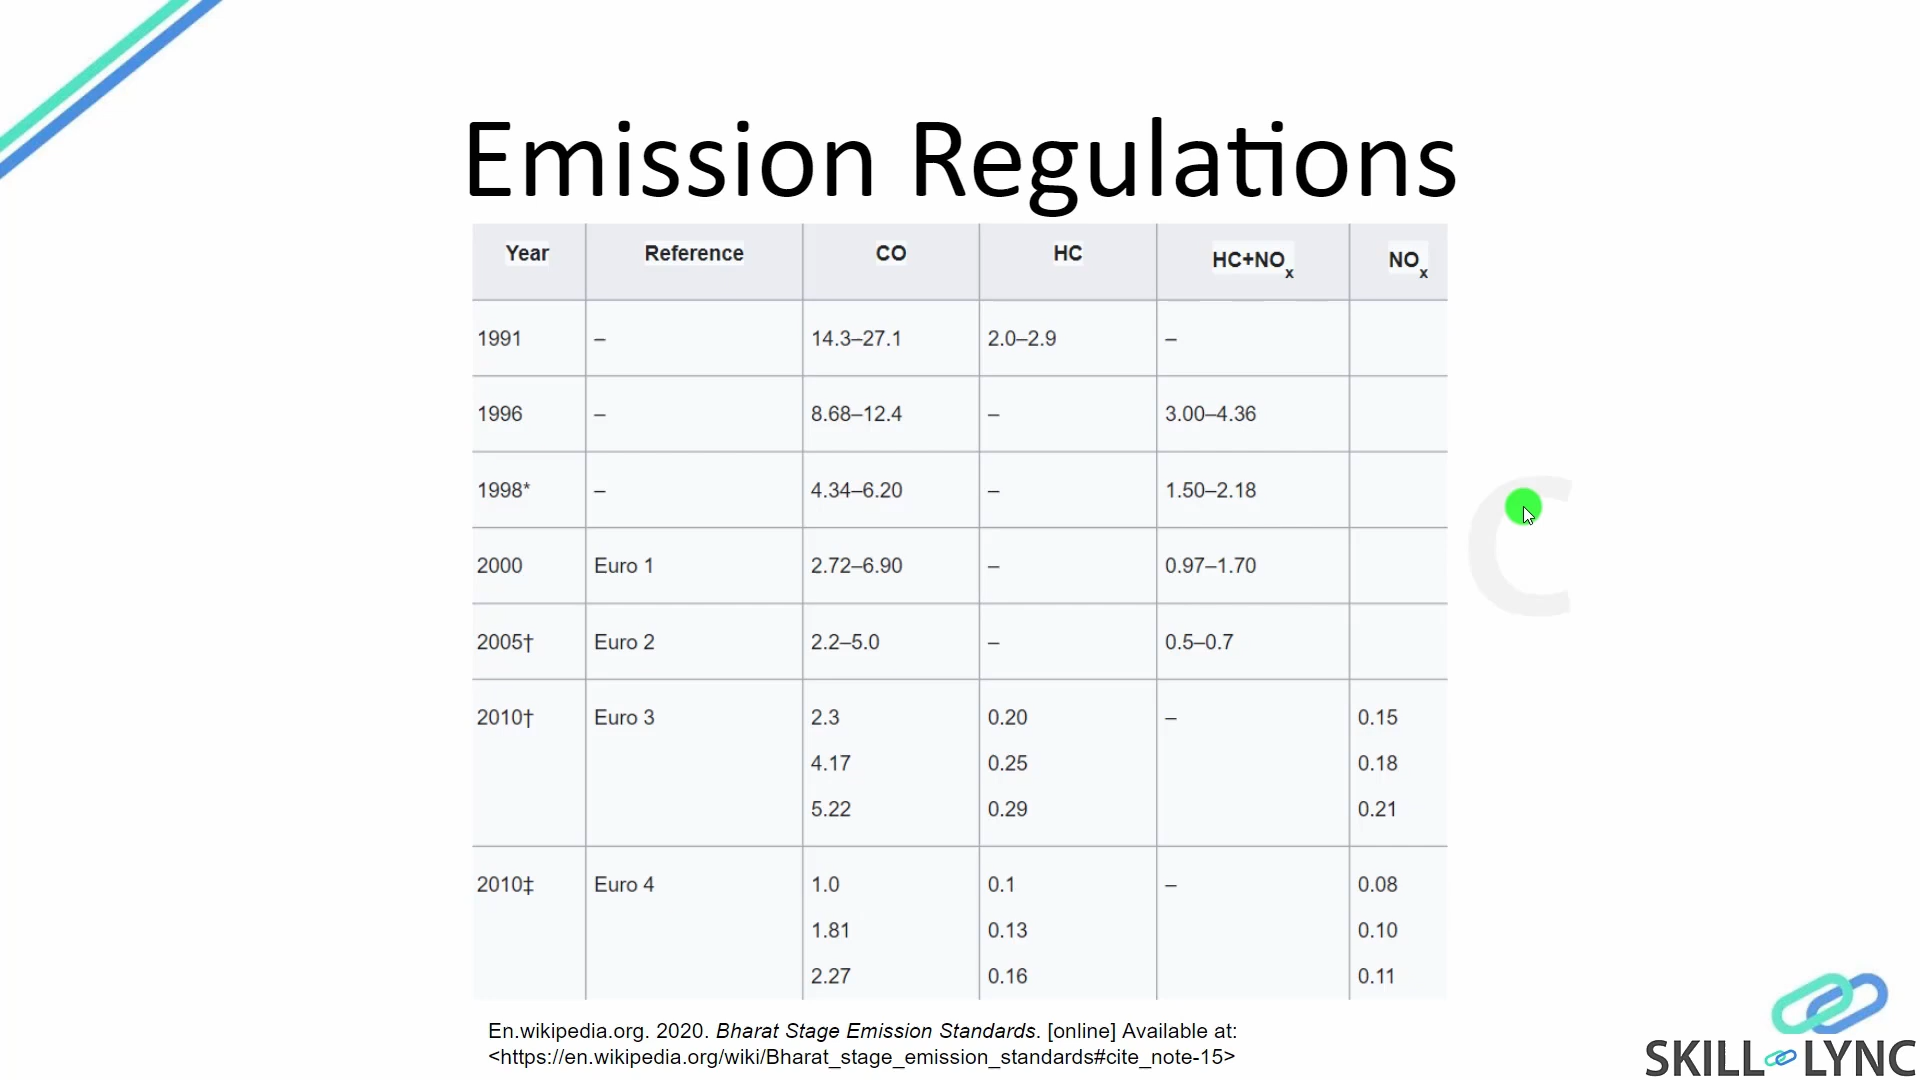 Emission Regulations
Year Reference CO HC HC+NOx NOx
1991 – 14.3–27.1 2.0–2.9 –
1996 – 8.68–12.4 – 3.00–4.36
1998* – 4.34–6.20 – 1.50–2.18
2000 Euro 1 2.72–6.90 – 0.97–1.70
2005† Euro 2 2.2–5.0 – 0.5–0.7
2010† Euro 3 2.3 0.20 – 0.15
4.17 0.25 0.18
5.22 0.29 0.21
2010‡ Euro 4 1.0 0.1 – 0.08
1.81 0.13 0.10
2.27 0.16 0.11
C
En.wikipedia.org. 2020. Bharat Stage Emission Standards. [online] Available at:
<https://en.wikipedia.org/wiki/Bharat_stage_emission_standards#cite_note-15>
SKILL LYNC